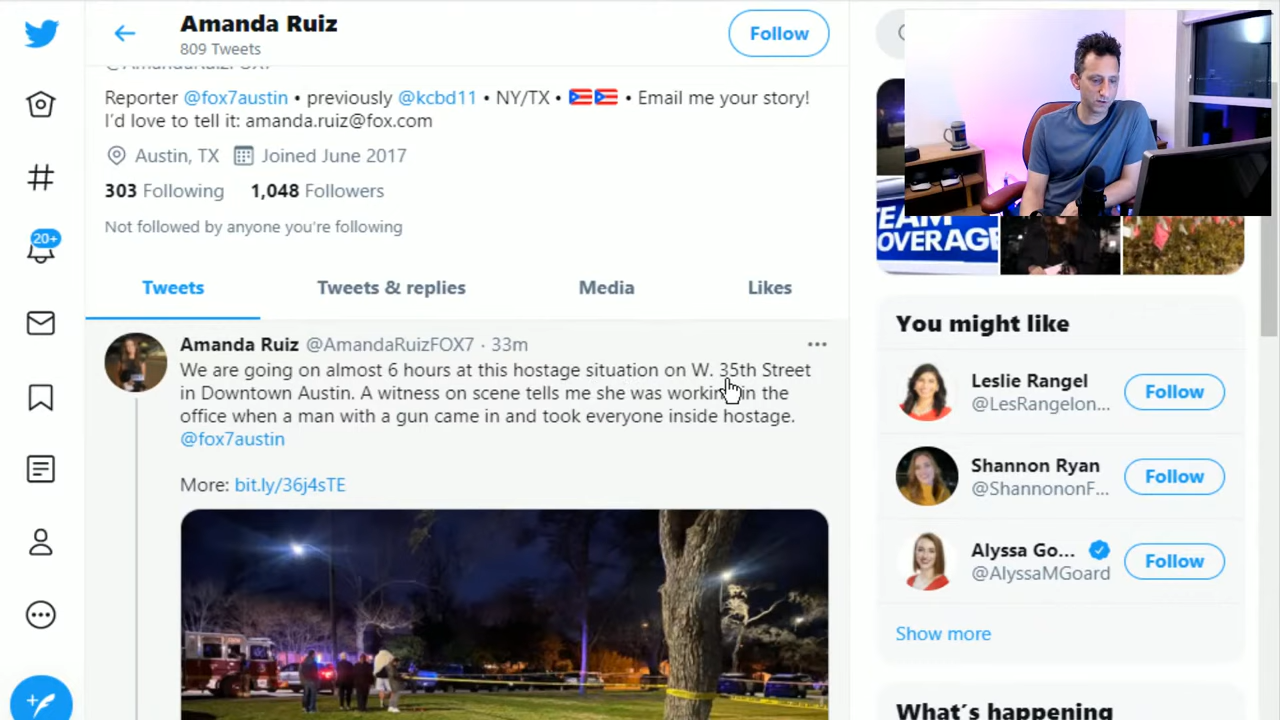 Amanda Ruiz
809 Tweets
Follow
Reporter @fox7austin • previously @kcbd11 • NY/TX • 🇵🇷🇵🇷 • Email me your story!
I'd love to tell it: amanda.ruiz@fox.com
Austin, TX Joined June 2017
303 Following 1,048 Followers
Not followed by anyone you're following
Tweets Tweets & replies Media Likes
20+
Amanda Ruiz @AmandaRuizFOX7 · 33m
We are going on almost 6 hours at this hostage situation on W. 35th Street
in Downtown Austin. A witness on scene tells me she was working in the
office when a man with a gun came in and took everyone inside hostage.
@fox7austin
More: bit.ly/36j4sTE
TEAM
OVERAGE
You might like
Leslie Rangel
@LesRangelon...
Follow
Shannon Ryan
@ShannononF...
Follow
Alyssa Go...
@AlyssaMGoard
Follow
Show more
What's happening